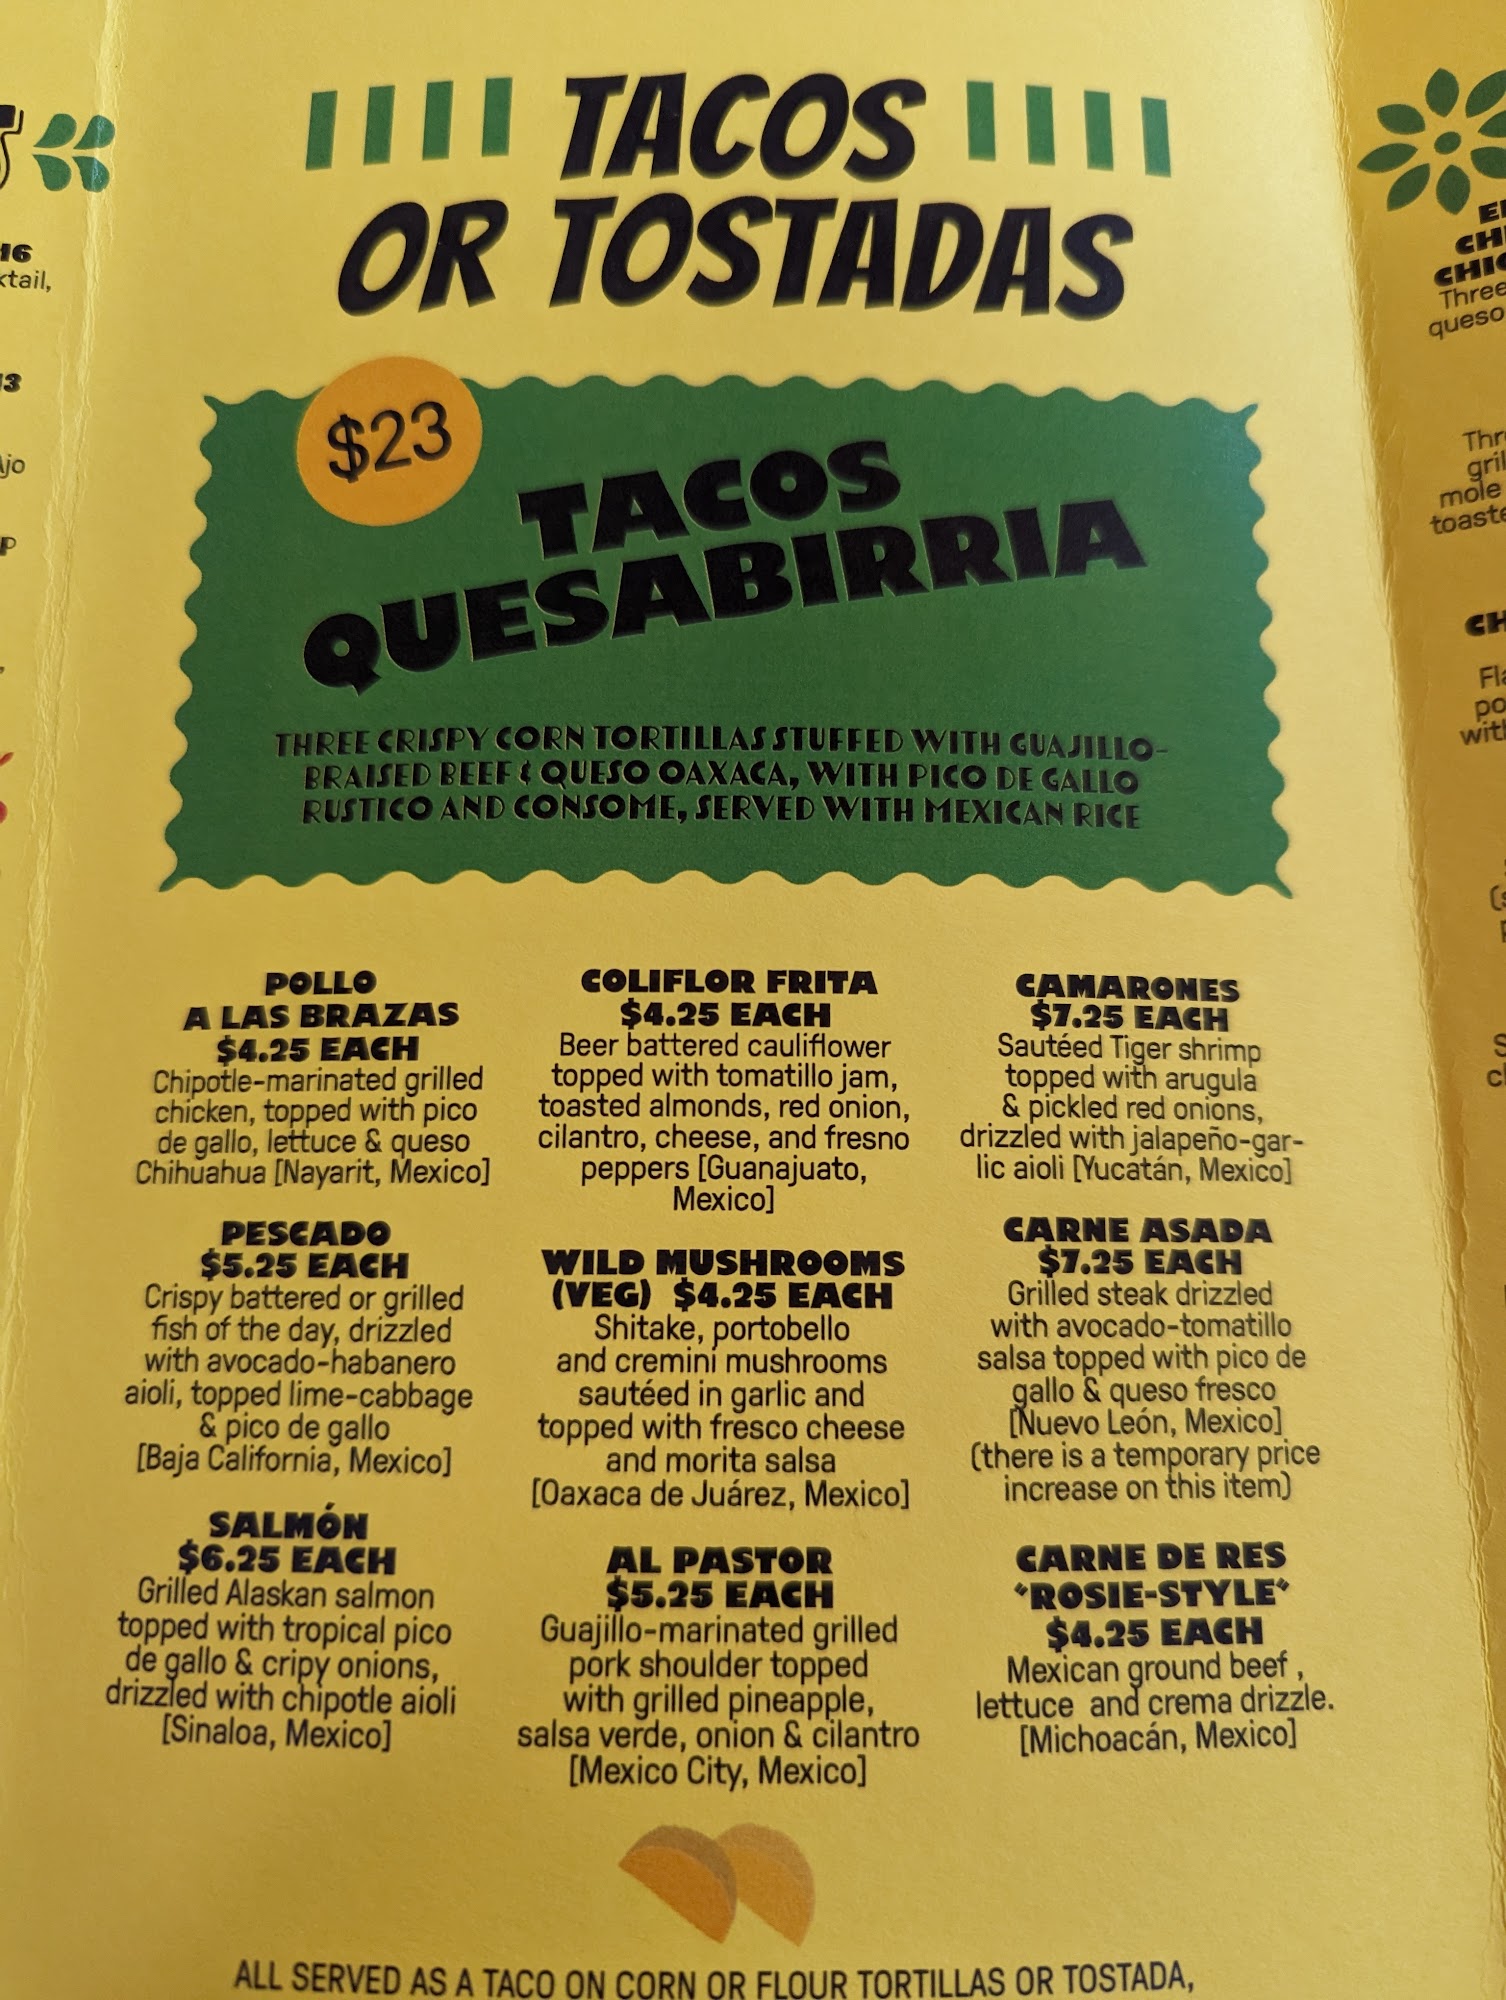 TACOS
OR TOSTADAS
$23
TACOS
QUESABIRRIA
THREE CRISPY CORN TORTILLAS STUFFED WITH GUAJILLO-
BRAISED BEEF & QUESO OAXACA, WITH PICO DE GALLO
RUSTICO AND CONSOME, SERVED WITH MEXICAN RICE
POLLO
A LAS BRAZAS
$4.25 EACH
Chipotle-marinated grilled
chicken, topped with pico
de gallo, lettuce & queso
Chihuahua [Nayarit, Mexico]
PESCADO
$5.25 EACH
Crispy battered or grilled
fish of the day, drizzled
with avocado-habanero
aioli, topped lime-cabbage
& pico de gallo
[Baja California, Mexico]
SALMÓN
$6.25 EACH
Grilled Alaskan salmon
topped with tropical pico
de gallo & cripy onions,
drizzled with chipotle aioli
[Sinaloa, Mexico]
COLIFLOR FRITA
$4.25 EACH
Beer battered cauliflower
topped with tomatillo jam,
toasted almonds, red onion,
cilantro, cheese, and fresno
peppers [Guanajuato,
Mexico]
WILD MUSHROOMS
(VEG) $4.25 EACH
Shitake, portobello
and cremini mushrooms
sautéed in garlic and
topped with fresco cheese
and morita salsa
[Oaxaca de Juárez, Mexico]
AL PASTOR
$5.25 EACH
Guajillo-marinated grilled
pork shoulder topped
with grilled pineapple,
salsa verde, onion & cilantro
[Mexico City, Mexico]
CAMARONES
$7.25 EACH
Sautéed Tiger shrimp
topped with arugula
& pickled red onions,
drizzled with jalapeño-gar-
lic aioli [Yucatán, Mexico]
CARNE ASADA
$7.25 EACH
Grilled steak drizzled
with avocado-tomatillo
salsa topped with pico de
gallo & queso fresco
[Nuevo León, Mexico]
(there is a temporary price
increase on this item)
CARNE DE RES
"ROSIE-STYLE"
$4.25 EACH
Mexican ground beef ,
lettuce and crema drizzle.
[Michoacán, Mexico]
ALL SERVED AS A TACO ON CORN OR FLOUR TORTILLAS OR TOSTADA,
Three
queso
mole